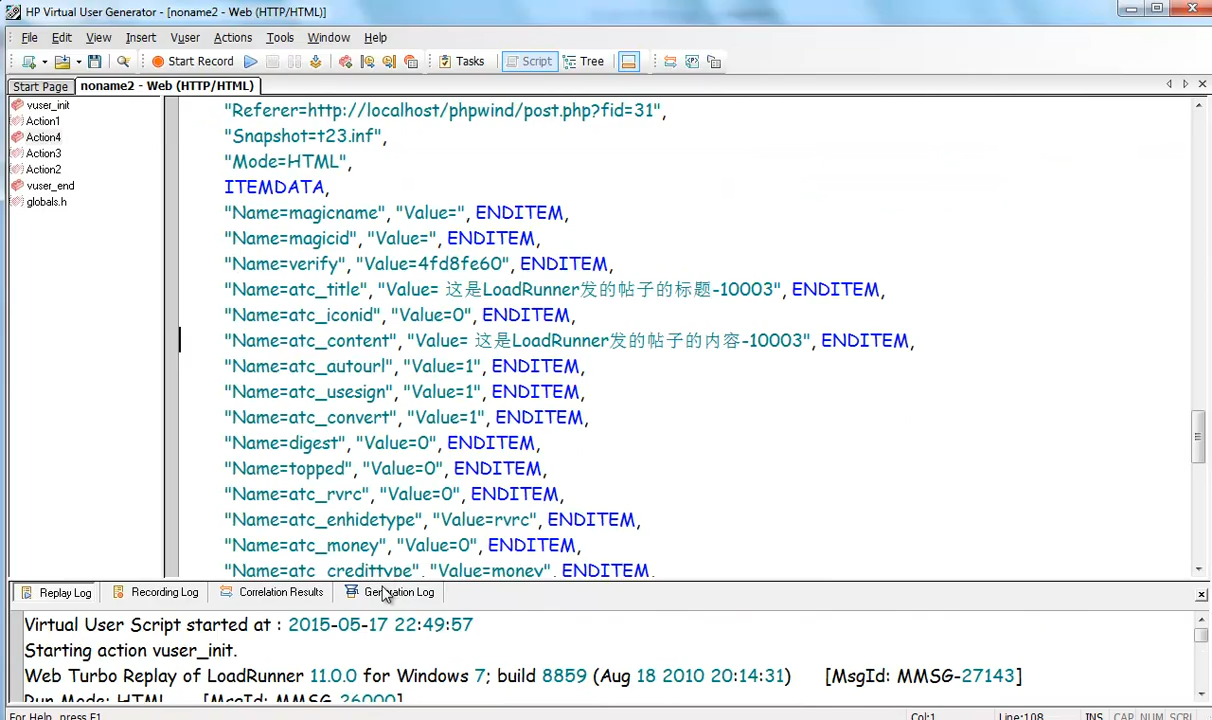 HP Virtual User Generator - [noname2 - Web (HTTP/HTML)]
File Edit View Insert Vuser Actions Tools Window Help
Start Record Tasks Script Tree
Start Page noname2 - Web (HTTP/HTML)
vuser_init
Action1
Action4
Action3
Action2
vuser_end
globals.h
"Referer=http://localhost/phpwind/post.php?fid=31",
"Snapshot=t23.inf",
"Mode=HTML",
ITEMDATA,
"Name=magicname", "Value=", ENDITEM,
"Name=magicid", "Value=", ENDITEM,
"Name=verify", "Value=4fd8fe60", ENDITEM,
"Name=atc_title", "Value= 这是LoadRunner发的帖子的标题-10003", ENDITEM,
"Name=atc_iconid", "Value=0", ENDITEM,
"Name=atc_content", "Value= 这是LoadRunner发的帖子的内容-10003", ENDITEM,
"Name=atc_autourl", "Value=1", ENDITEM,
"Name=atc_usesign", "Value=1", ENDITEM,
"Name=atc_convert", "Value=1", ENDITEM,
"Name=digest", "Value=0", ENDITEM,
"Name=topped", "Value=0", ENDITEM,
"Name=atc_rvrc", "Value=0", ENDITEM,
"Name=atc_enhidetype", "Value=rvrc", ENDITEM,
"Name=atc_money", "Value=0", ENDITEM,
"Name=atc_credittype", "Value=money", ENDITEM,
Replay Log Recording Log Correlation Results Generation Log
Virtual User Script started at : 2015-05-17 22:49:57
Starting action vuser_init.
Web Turbo Replay of LoadRunner 11.0.0 for Windows 7; build 8859 (Aug 18 2010 20:14:31) [MsgId: MMSG-27143]
Run Mode: HTML [MsgId: MMSG-26000]
For Help, press F1. Col:1 Line:108 INS CAP NUM SCRL